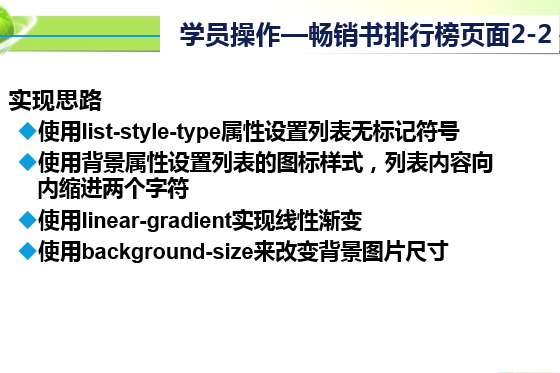 学员操作—畅销书排行榜页面2-2
实现思路
使用list-style-type属性设置列表无标记符号
使用背景属性设置列表的图标样式，列表内容向
内缩进两个字符
使用linear-gradient实现线性渐变
使用background-size来改变背景图片尺寸